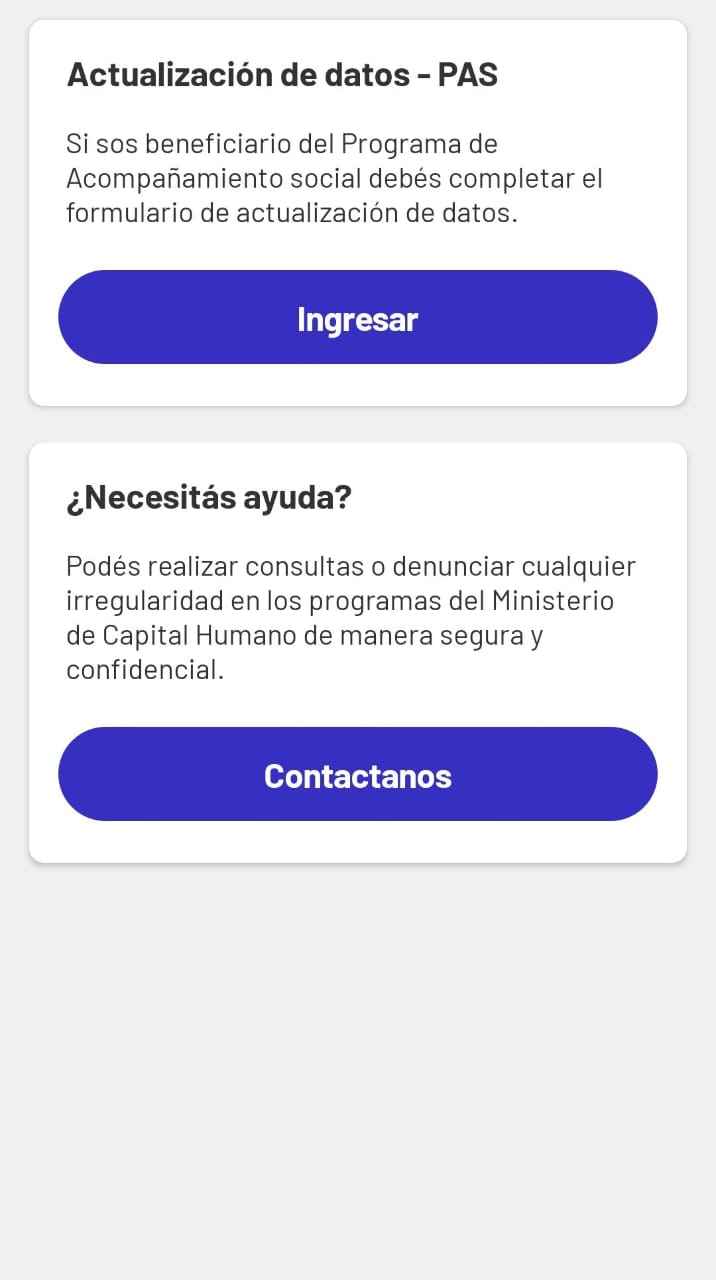 Actualización de datos - PAS
Si sos beneficiario del Programa de
Acompañamiento social debés completar el
formulario de actualización de datos.
Ingresar
¿Necesitás ayuda?
Podés realizar consultas o denunciar cualquier
irregularidad en los programas del Ministerio
de Capital Humano de manera segura y
confidencial.
Contactanos